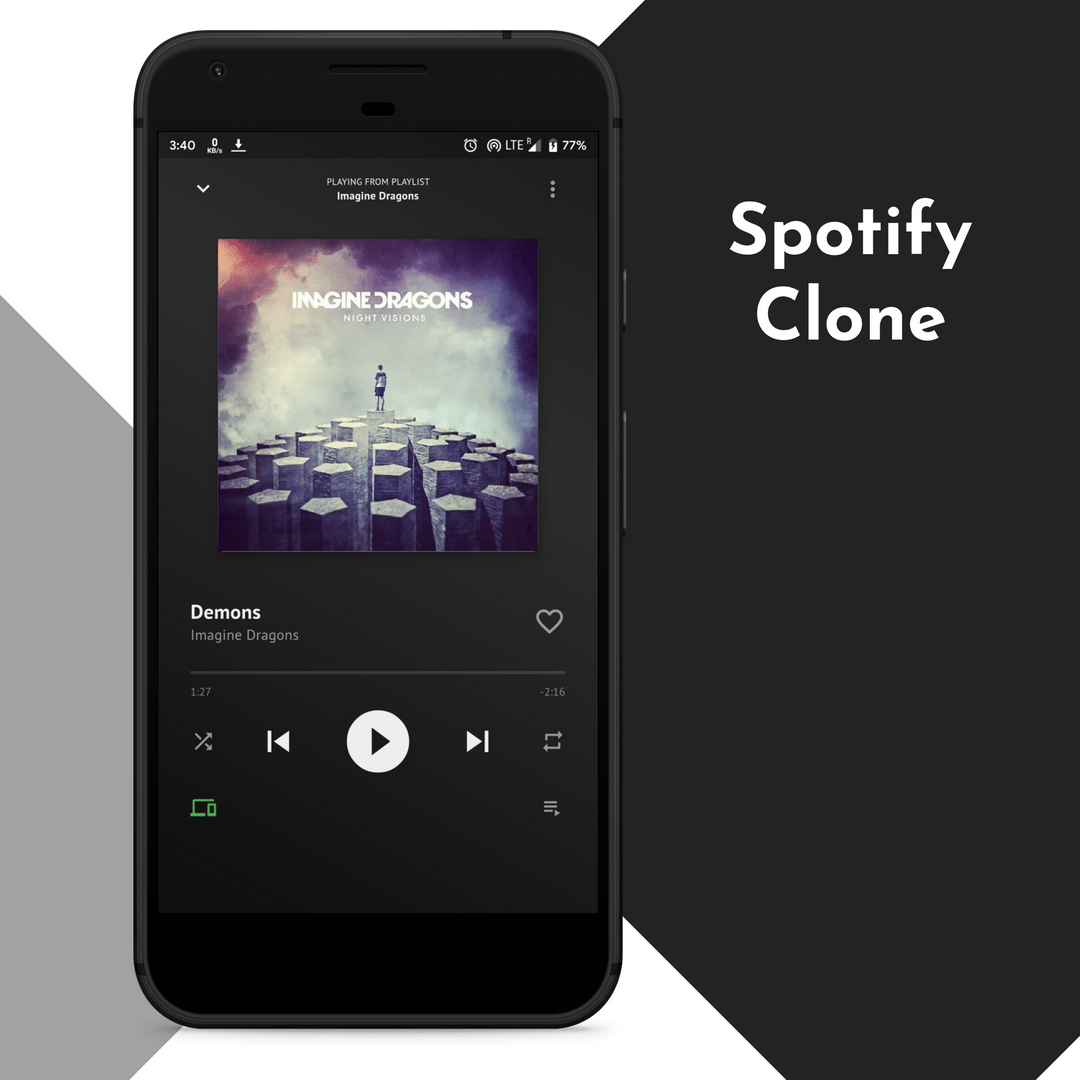 3:40 0 KB/s LTE R 77%
PLAYING FROM PLAYLIST
Imagine Dragons
Spotify
Clone
IMAGINE DRAGONS
NIGHT VISIONS
Demons
Imagine Dragons
1:27 -2:16